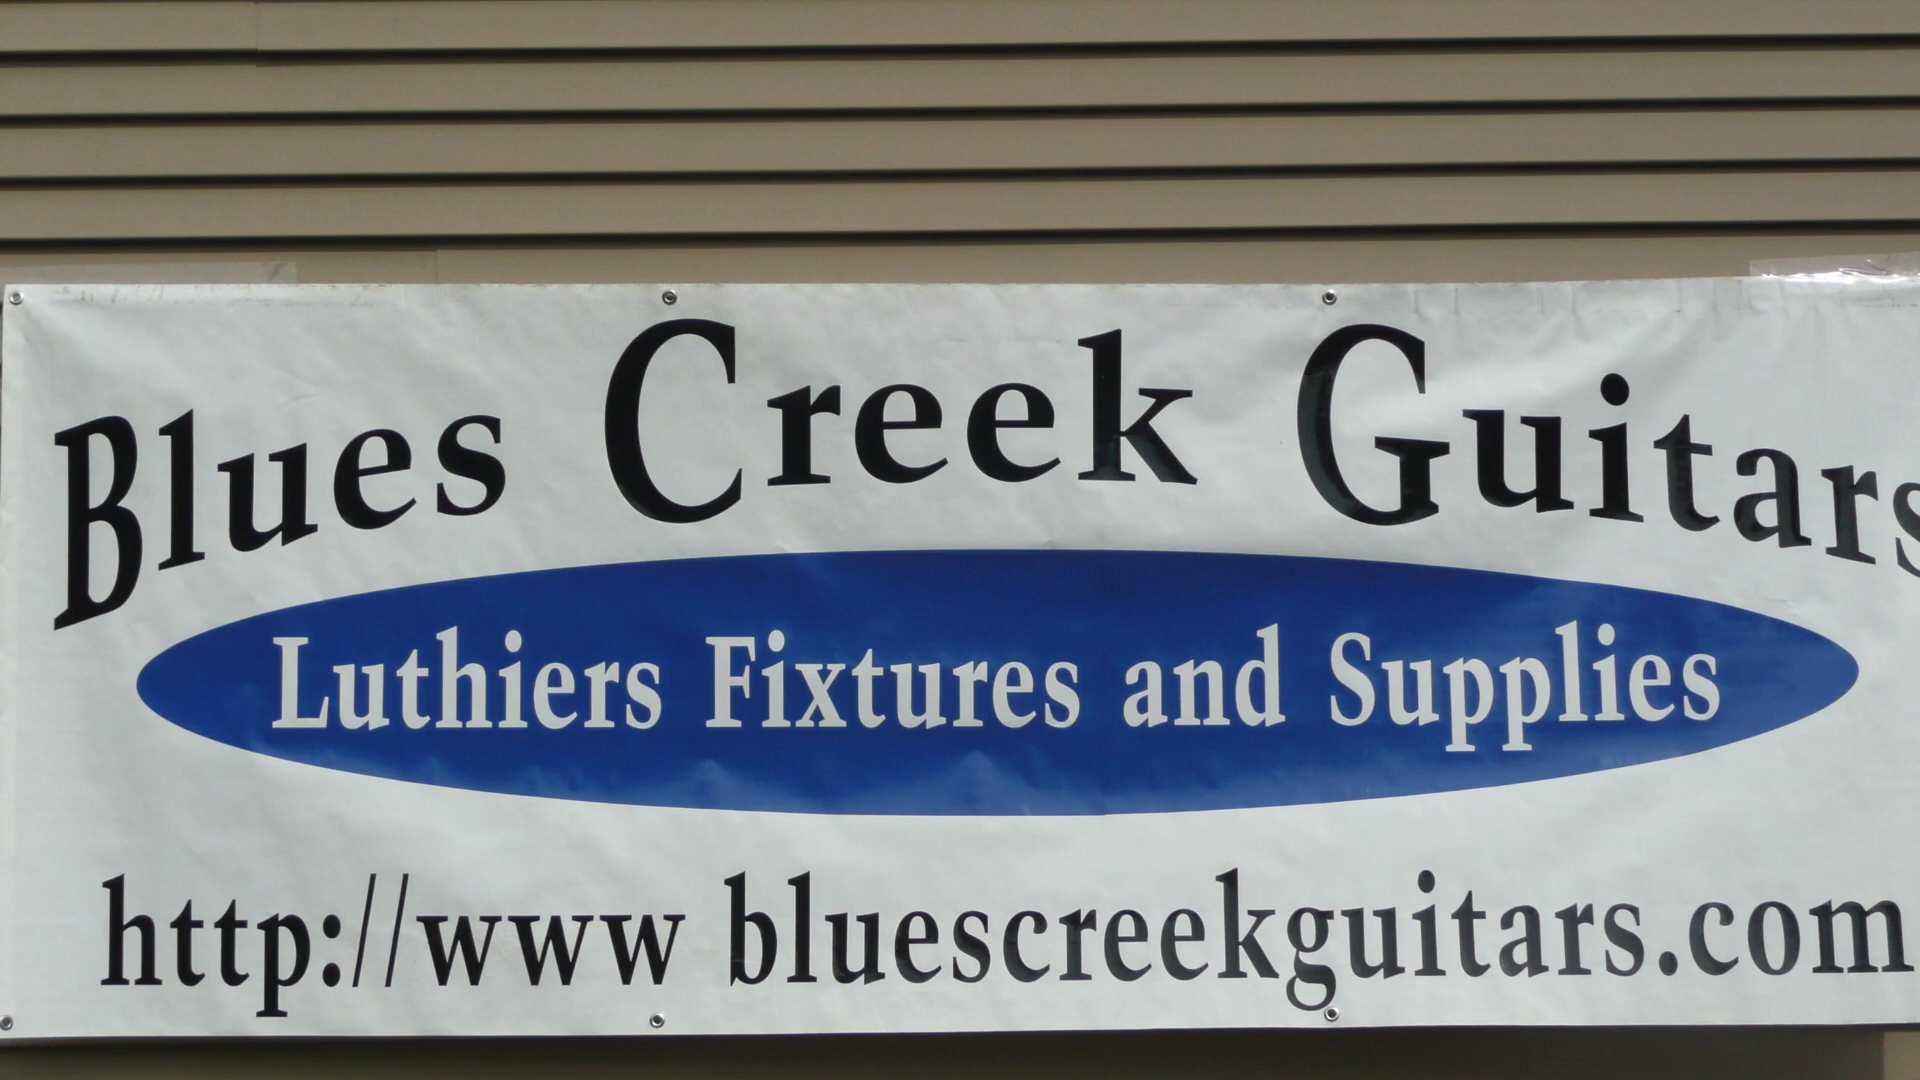 Blues Creek Guitars
Luthiers Fixtures and Supplies
http://www bluescreekguitars.com